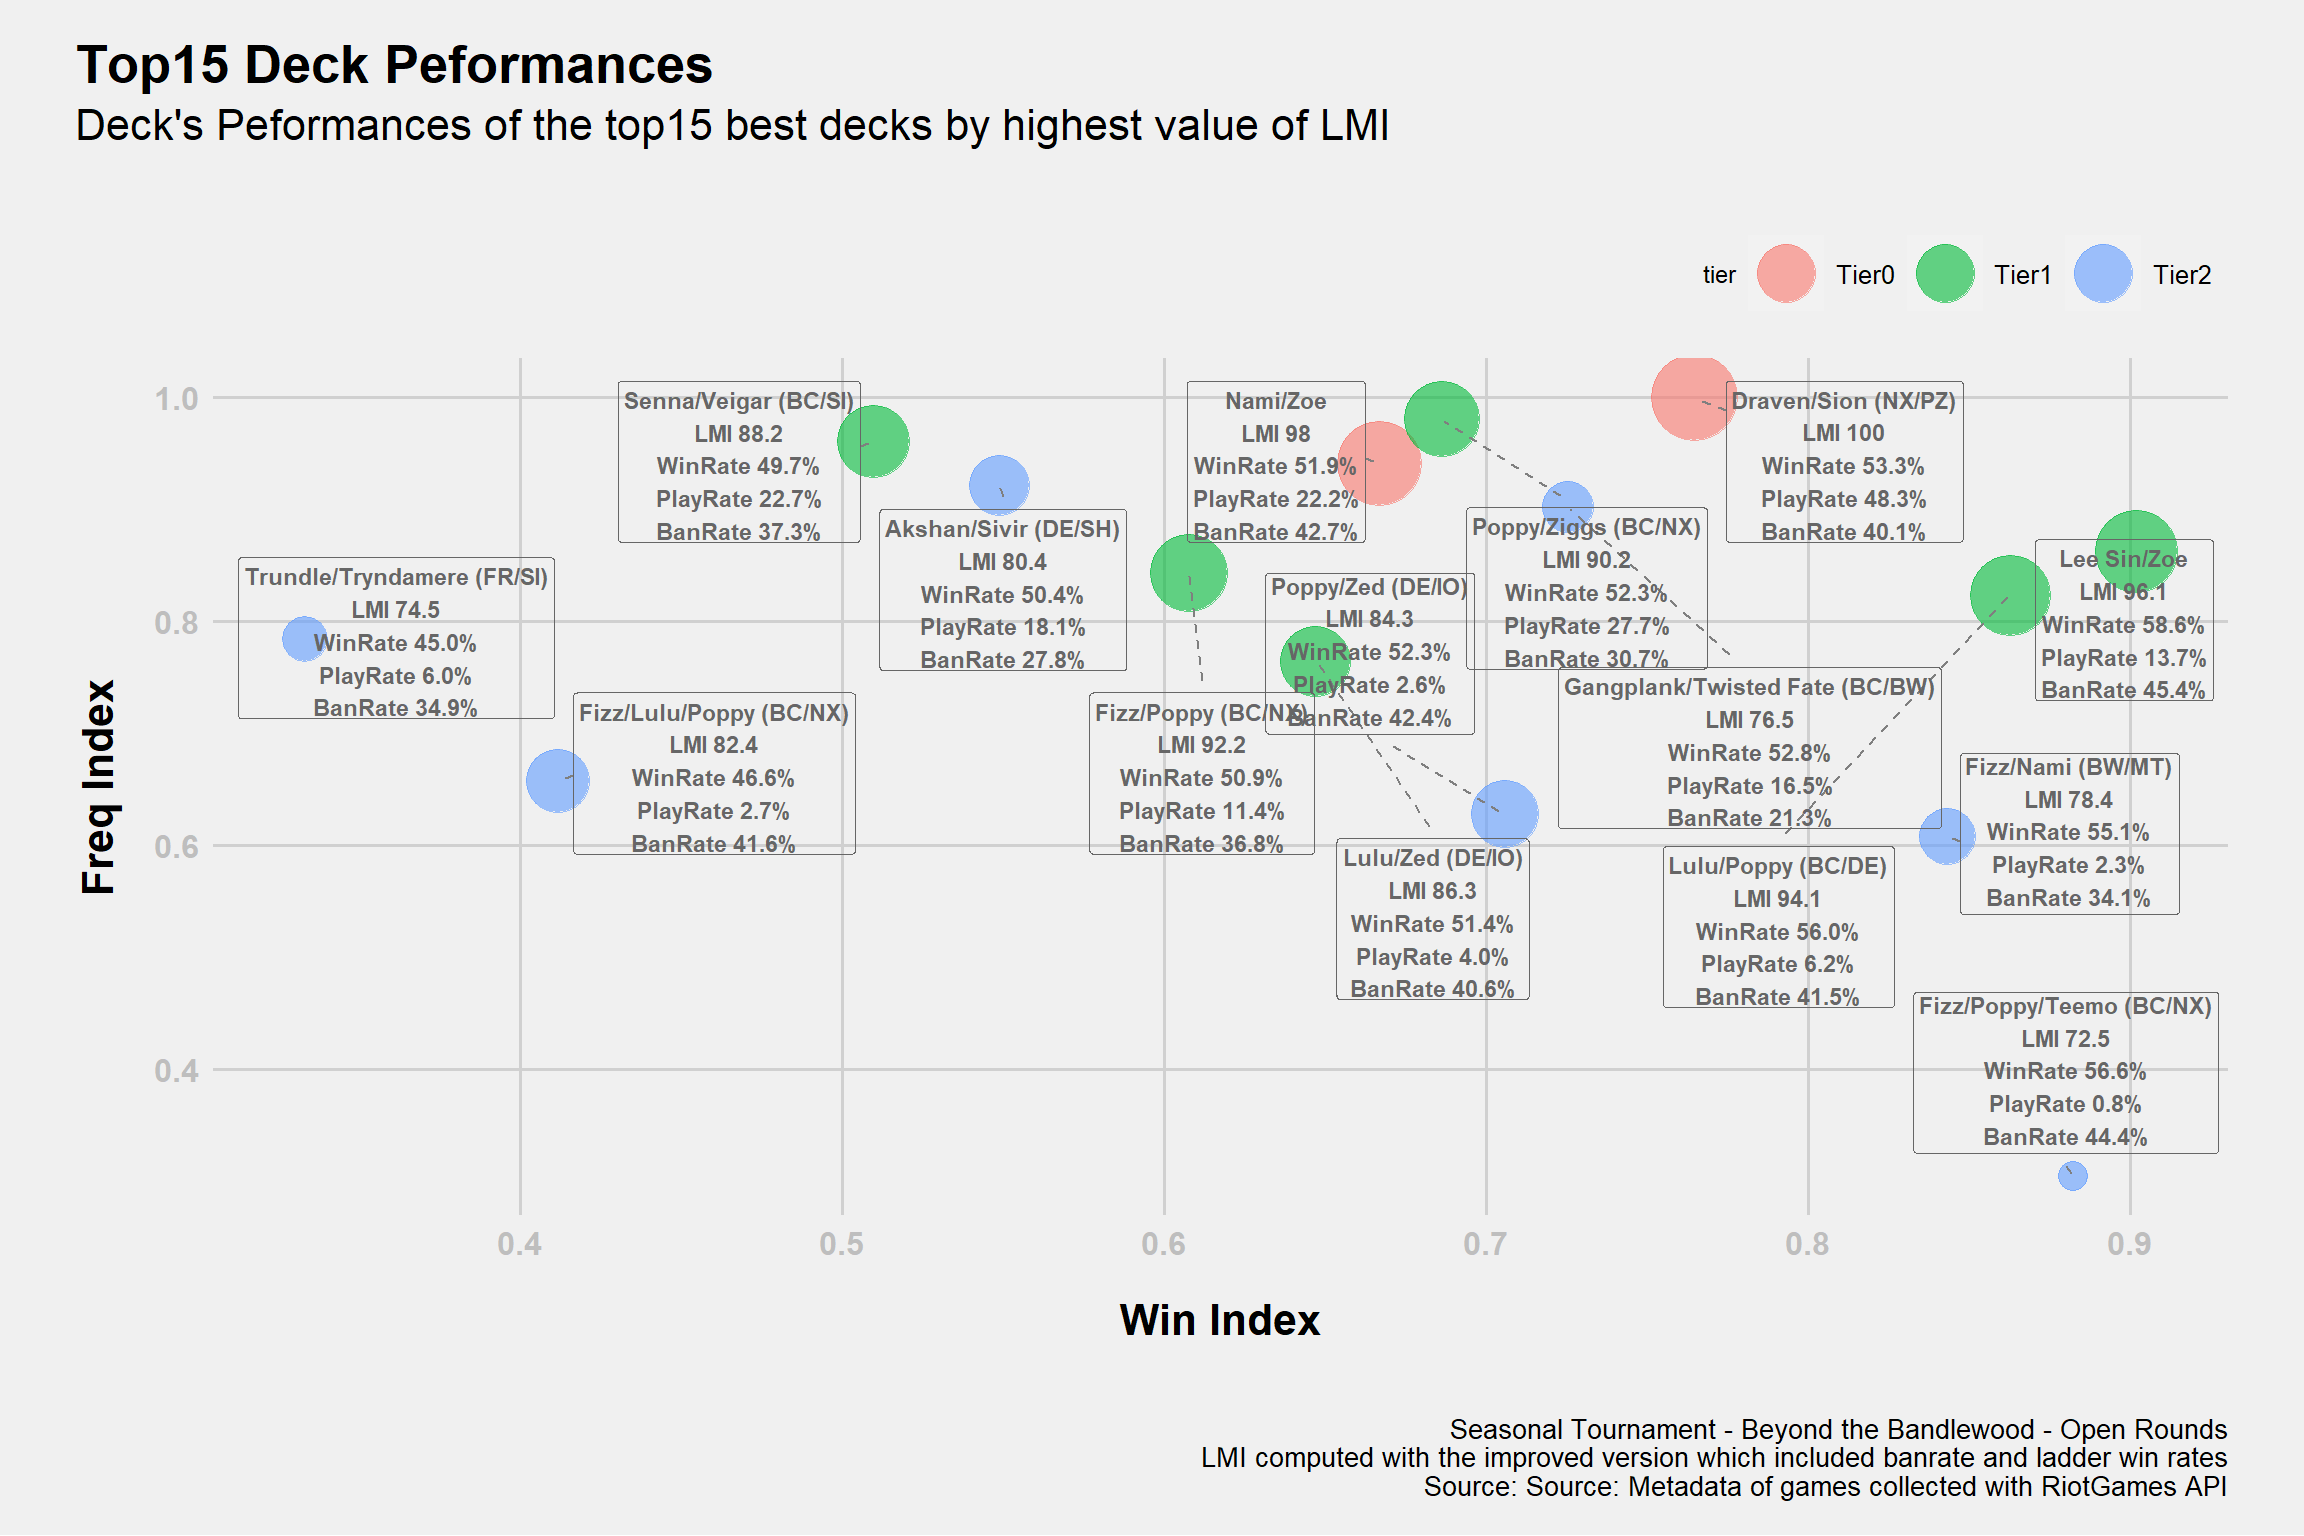 Top15 Deck Peformances
Deck's Peformances of the top15 best decks by highest value of LMI
tier
Tier0
Tier1
Tier2
Freq Index
1.0
0.8
0.6
0.4
Senna/Veigar (BC/SI)
LMI 88.2
WinRate 49.7%
PlayRate 22.7%
BanRate 37.3%
Nami/Zoe
LMI 98
WinRate 51.9%
PlayRate 22.2%
BanRate 42.7%
Draven/Sion (NX/PZ)
LMI 100
WinRate 53.3%
PlayRate 48.3%
BanRate 40.1%
Akshan/Sivir (DE/SH)
LMI 80.4
WinRate 50.4%
PlayRate 18.1%
BanRate 27.8%
Poppy/Ziggs (BC/NX)
LMI 90.2
WinRate 52.3%
PlayRate 27.7%
BanRate 30.7%
Lee Sin/Zoe
LMI 96.1
WinRate 58.6%
PlayRate 13.7%
BanRate 45.4%
Trundle/Tryndamere (FR/SI)
LMI 74.5
WinRate 45.0%
PlayRate 6.0%
BanRate 34.9%
Poppy/Zed (DE/IO)
LMI 84.3
WinRate 52.3%
PlayRate 2.6%
BanRate 42.4%
Gangplank/Twisted Fate (BC/BW)
LMI 76.5
WinRate 52.8%
PlayRate 16.5%
BanRate 21.3%
Fizz/Lulu/Poppy (BC/NX)
LMI 82.4
WinRate 46.6%
PlayRate 2.7%
BanRate 41.6%
Fizz/Poppy (BC/NX)
LMI 92.2
WinRate 50.9%
PlayRate 11.4%
BanRate 36.8%
Fizz/Nami (BW/MT)
LMI 78.4
WinRate 55.1%
PlayRate 2.3%
BanRate 34.1%
Lulu/Zed (DE/IO)
LMI 86.3
WinRate 51.4%
PlayRate 4.0%
BanRate 40.6%
Lulu/Poppy (BC/DE)
LMI 94.1
WinRate 56.0%
PlayRate 6.2%
BanRate 41.5%
Fizz/Poppy/Teemo (BC/NX)
LMI 72.5
WinRate 56.6%
PlayRate 0.8%
BanRate 44.4%
0.4
0.5
0.6
0.7
0.8
0.9
Win Index
Seasonal Tournament - Beyond the Bandlewood - Open Rounds
LMI computed with the improved version which included banrate and ladder win rates
Source: Source: Metadata of games collected with RiotGames API